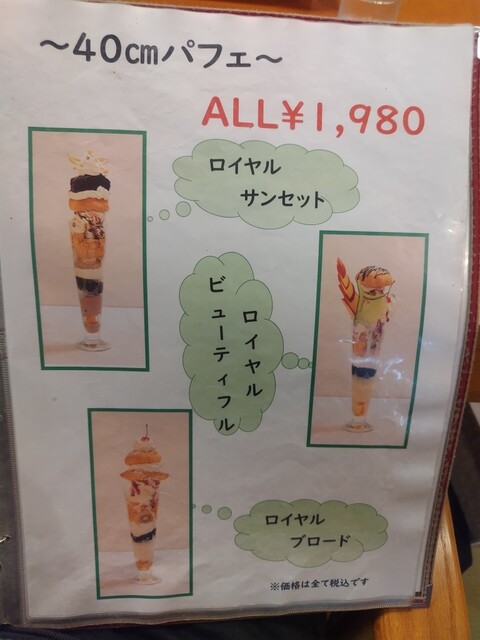 ～40cmパフェ～
ALL¥1,980
ロイヤル
サンセット
ロイヤル
ビューティフル
ロイヤル
ブロード
※価格は全て税込です